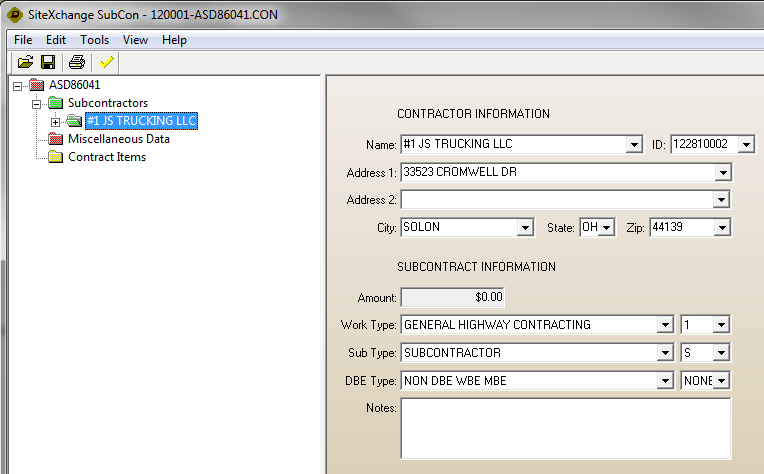 SiteXchange SubCon - 120001-ASD86041.CON
File Edit Tools View Help
ASD86041
Subcontractors
#1 JS TRUCKING LLC
Miscellaneous Data
Contract Items
CONTRACTOR INFORMATION
Name: #1 JS TRUCKING LLC ID: 122810002
Address 1: 33523 CROMWELL DR
Address 2:
City: SOLON State: OH Zip: 44139
SUBCONTRACT INFORMATION
Amount: $0.00
Work Type: GENERAL HIGHWAY CONTRACTING 1
Sub Type: SUBCONTRACTOR S
DBE Type: NON DBE WBE MBE NONE
Notes: